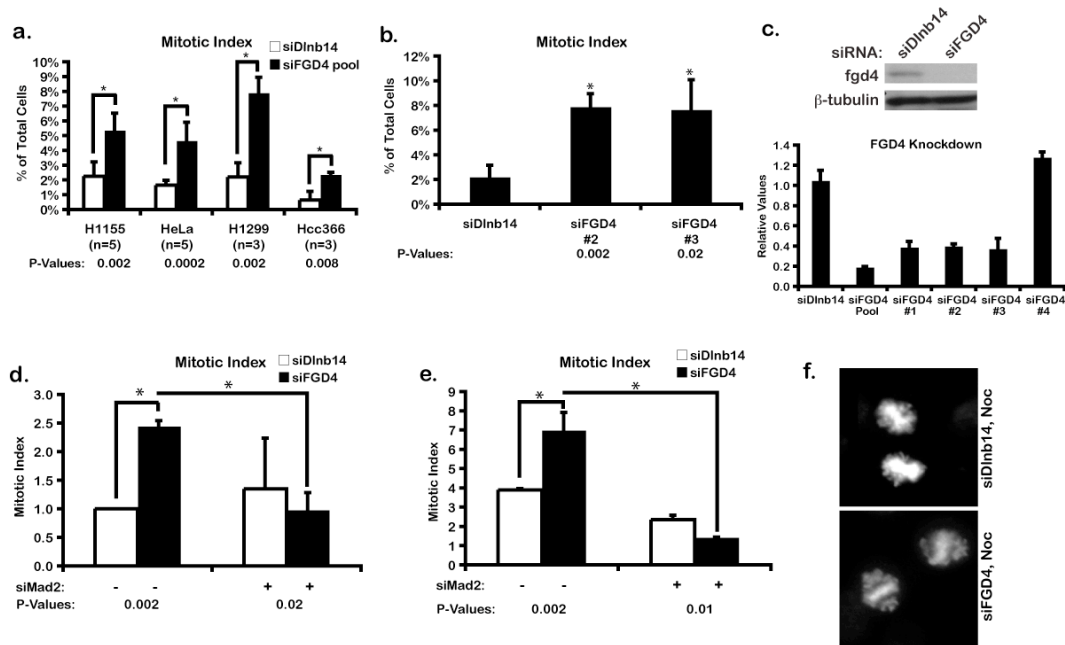 a.
Mitotic Index
siDlnb14
siFGD4 pool
% of Total Cells
10%
9%
8%
7%
6%
5%
4%
3%
2%
1%
0%
*
*
*
*
H1155 HeLa H1299 Hcc366
(n=5) (n=5) (n=3) (n=3)
P-Values: 0.002 0.0002 0.002 0.008
b.
Mitotic Index
% of Total Cells
12%
10%
8%
6%
4%
2%
0%
*
*
siDlnb14 siFGD4 siFGD4
#2 #3
P-Values: 0.002 0.02
c.
siRNA: siDlnb14 siFGD4
fgd4
β-tubulin
FGD4 Knockdown
Relative Values
1.4
1.2
1.0
0.8
0.6
0.4
0.2
0.0
siDlnb14 siFGD4 siFGD4 siFGD4 siFGD4 siFGD4
Pool #1 #2 #3 #4
d.
Mitotic Index
siDlnb14
siFGD4
Mitotic Index
3.0
2.5
2.0
1.5
1.0
0.5
0.0
*
*
siMad2: - - + +
P-Values: 0.002 0.02
e.
Mitotic Index
siDlnb14
siFGD4
Mitotic Index
9
8
7
6
5
4
3
2
1
0
*
*
siMad2: - - + +
P-Values: 0.002 0.01
f.
siDlnb14, Noc
siFGD4, Noc